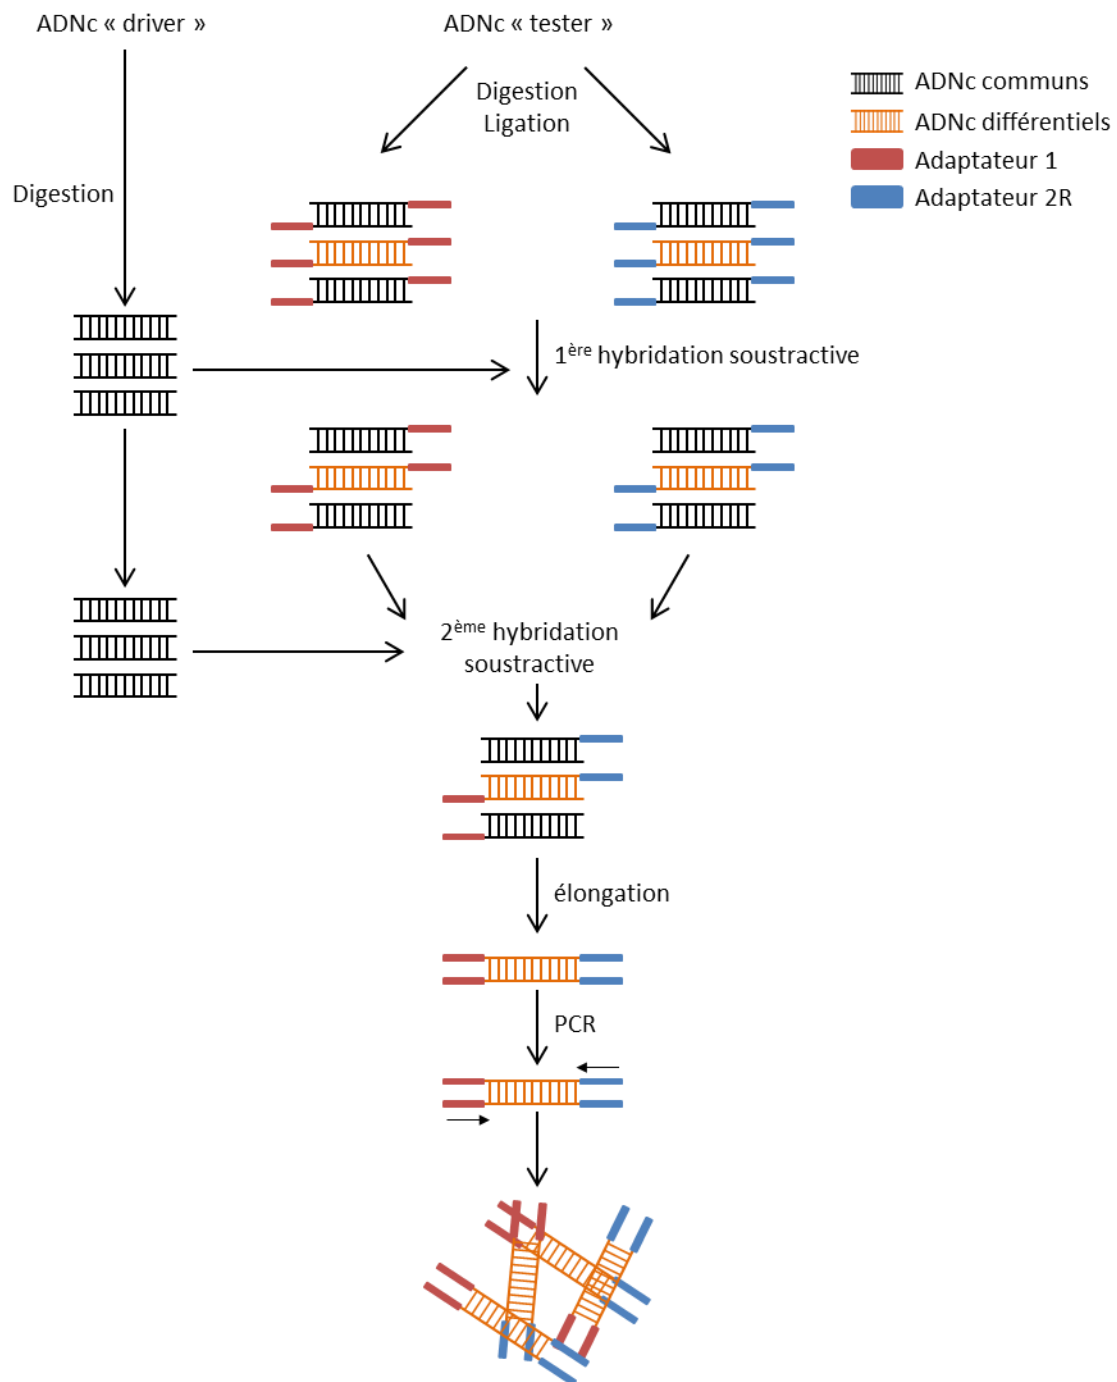 ADNc « driver »
ADNc « tester »
Digestion
Ligation
ADNc communs
ADNc différentiels
Adaptateur 1
Adaptateur 2R
Digestion
1ère hybridation soustractive
2ème hybridation
soustractive
élongation
PCR